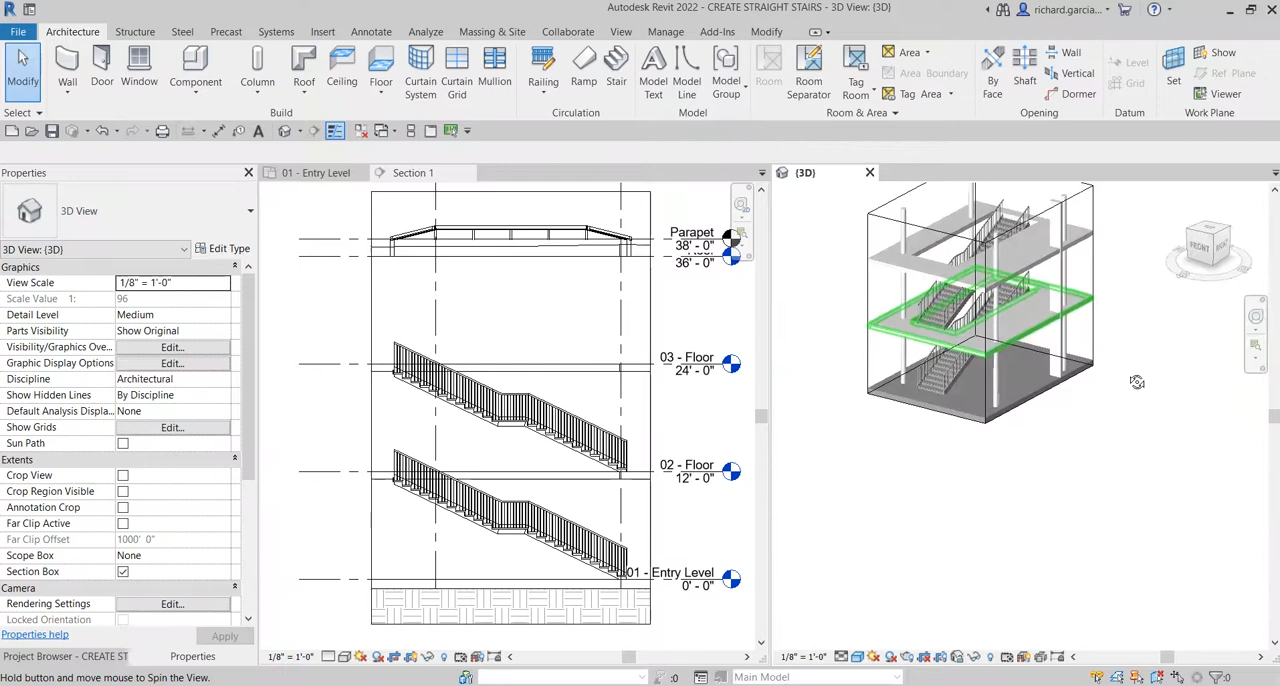 Autodesk Revit 2022 - CREATE STRAIGHT STAIRS - 3D View: {3D}
richard.garcia...
File Architecture Structure Steel Precast Systems Insert Annotate Analyze Massing & Site Collaborate View Manage Add-Ins Modify
Modify Wall Door Window Component Column Roof Ceiling Floor Curtain System Curtain Grid Mullion Railing Ramp Stair Model Text Model Line Model Group Room Room Separator Tag Room
Area
Area Boundary
Tag Area
By Face Shaft
Wall
Vertical
Dormer
Level
Grid
Set
Show
Ref Plane
Viewer
Select Build Circulation Model Room & Area Opening Datum Work Plane
Properties
01 - Entry Level
Section 1
{3D}
3D View
3D View: {3D} Edit Type
Graphics
View Scale 1/8" = 1'-0"
Scale Value 1: 96
Detail Level Medium
Parts Visibility Show Original
Visibility/Graphics Ove... Edit...
Graphic Display Options Edit...
Discipline Architectural
Show Hidden Lines By Discipline
Default Analysis Displa... None
Show Grids Edit...
Sun Path
Extents
Crop View
Crop Region Visible
Annotation Crop
Far Clip Active
Far Clip Offset 1000' 0"
Scope Box None
Section Box
Camera
Rendering Settings Edit...
Locked Orientation
Properties help Apply
Project Browser - CREATE ST Properties
Parapet
38' - 0"
36' - 0"
03 - Floor
24' - 0"
02 - Floor
12' - 0"
01 - Entry Level
0' - 0"
FRONT
RIGHT
1/8" = 1'-0"
1/8" = 1'-0"
Hold button and move mouse to Spin the View.
:0
Main Model
:0